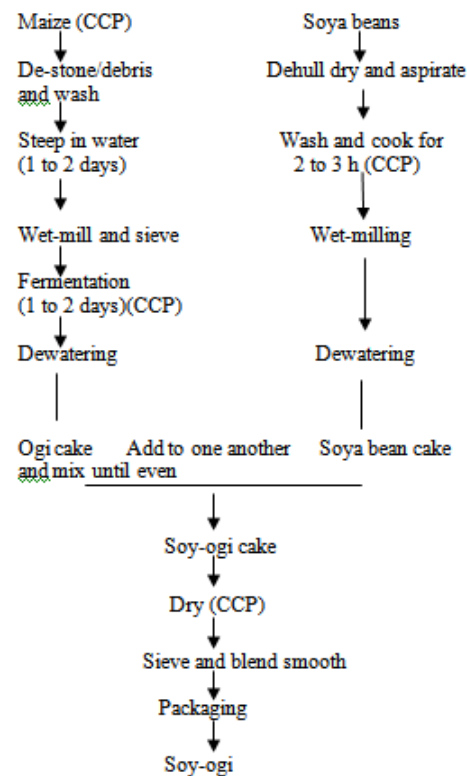 Maize (CCP)
De-stone/debris
and wash
Steep in water
(1 to 2 days)
Wet-mill and sieve
Fermentation
(1 to 2 days)(CCP)
Dewatering
Soya beans
Dehull dry and aspirate
Wash and cook for
2 to 3 h (CCP)
Wet-milling
Dewatering
Ogi cake Add to one another Soya bean cake
and mix until even
Soy-ogi cake
Dry (CCP)
Sieve and blend smooth
Packaging
Soy-ogi